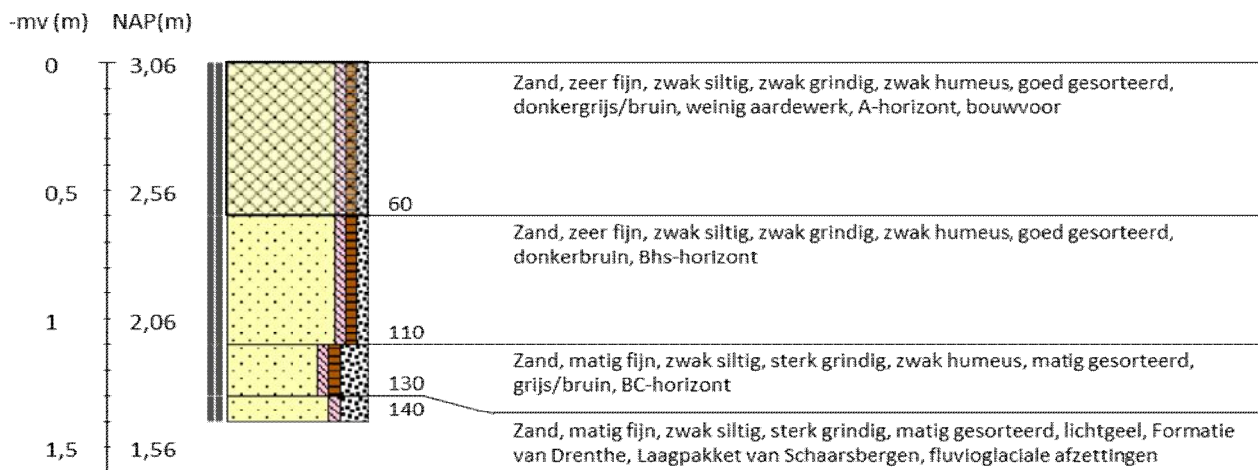 -mv (m) NAP(m)
0 3,06
Zand, zeer fijn, zwak siltig, zwak grindig, zwak humeus, goed gesorteerd,
donkergrijs/bruin, weinig aardewerk, A-horizont, bouwvoor
0,5 2,56
60
Zand, zeer fijn, zwak siltig, zwak grindig, zwak humeus, goed gesorteerd,
donkerbruin, Bhs-horizont
1 2,06
110
Zand, matig fijn, zwak siltig, sterk grindig, zwak humeus, matig gesorteerd,
grijs/bruin, BC-horizont
130
140
Zand, matig fijn, zwak siltig, sterk grindig, matig gesorteerd, lichtgeel, Formatie
van Drenthe, Laagpakket van Schaarsbergen, fluvioglaciale afzettingen
1,5 1,56